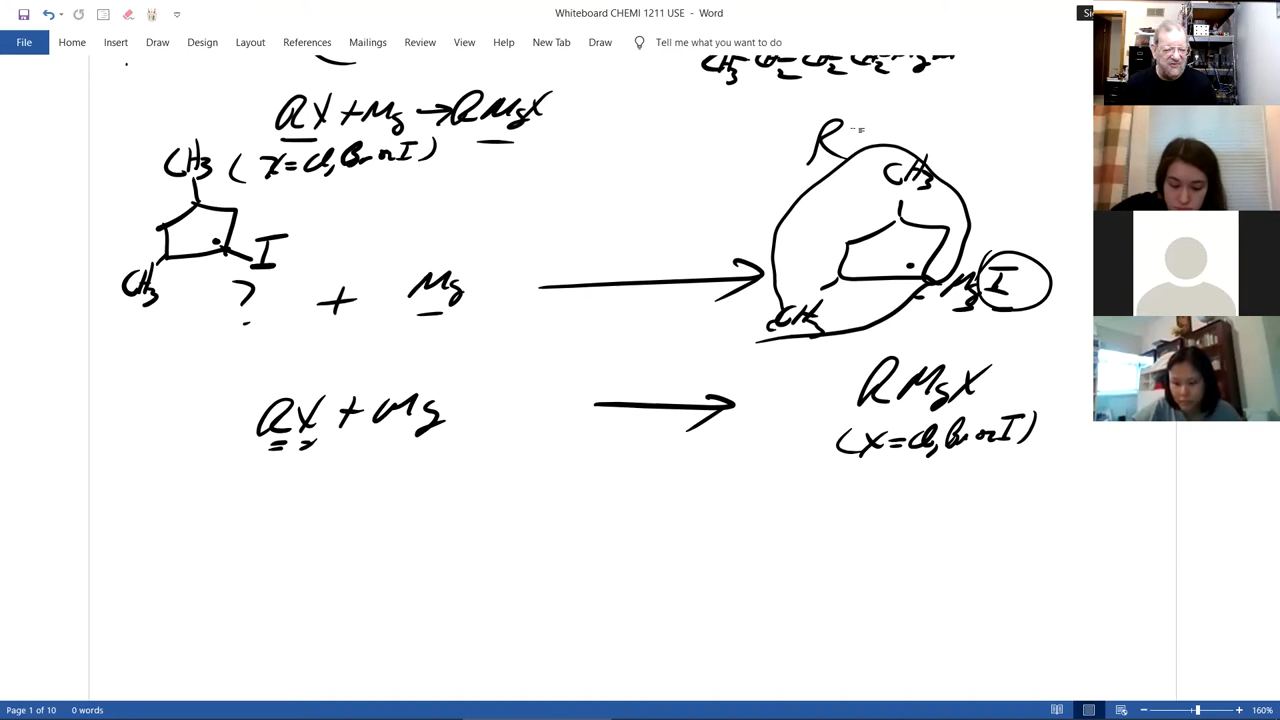 Whiteboard CHEMI 1211 USE - Word
File Home Insert Draw Design Layout References Mailings Review View Help New Tab Draw Tell me what you want to do
RX + Mg → RMgX
(X = Cl, Br or I)
R =
CH3
CH3
I
MgI
CH3
CH3
?
+
Mg
RX + Mg → RMgX
(X = Cl, Br or I)
Page 1 of 10 0 words 160%